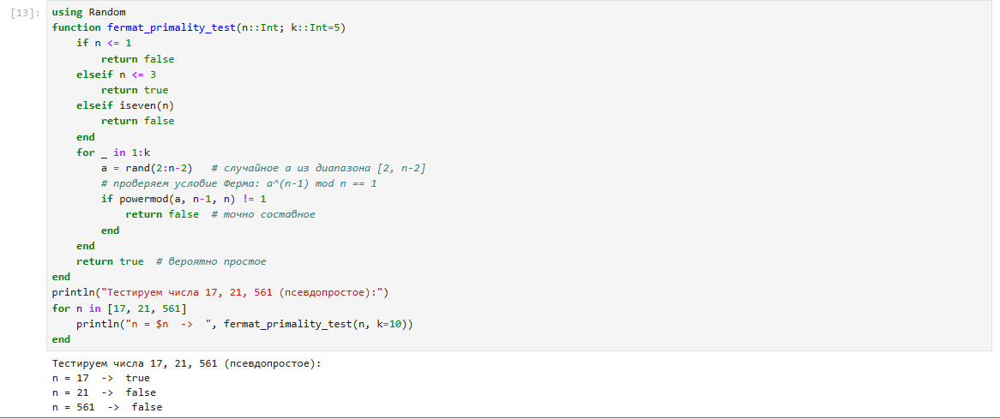 [13]:
using Random
function fermat_primality_test(n::Int; k::Int=5)
    if n <= 1
        return false
    elseif n <= 3
        return true
    elseif iseven(n)
        return false
    end
    for _ in 1:k
        a = rand(2:n-2)   # случайное a из диапазона [2, n-2]
        # проверяем условие Ферма: a^(n-1) mod n == 1
        if powermod(a, n-1, n) != 1
            return false  # точно составное
        end
    end
    return true  # вероятно простое
end
println("Тестируем числа 17, 21, 561 (псевдопростое):")
for n in [17, 21, 561]
    println("n = $n  ->  ", fermat_primality_test(n, k=10))
end
Тестируем числа 17, 21, 561 (псевдопростое):
n = 17  ->  true
n = 21  ->  false
n = 561  ->  false